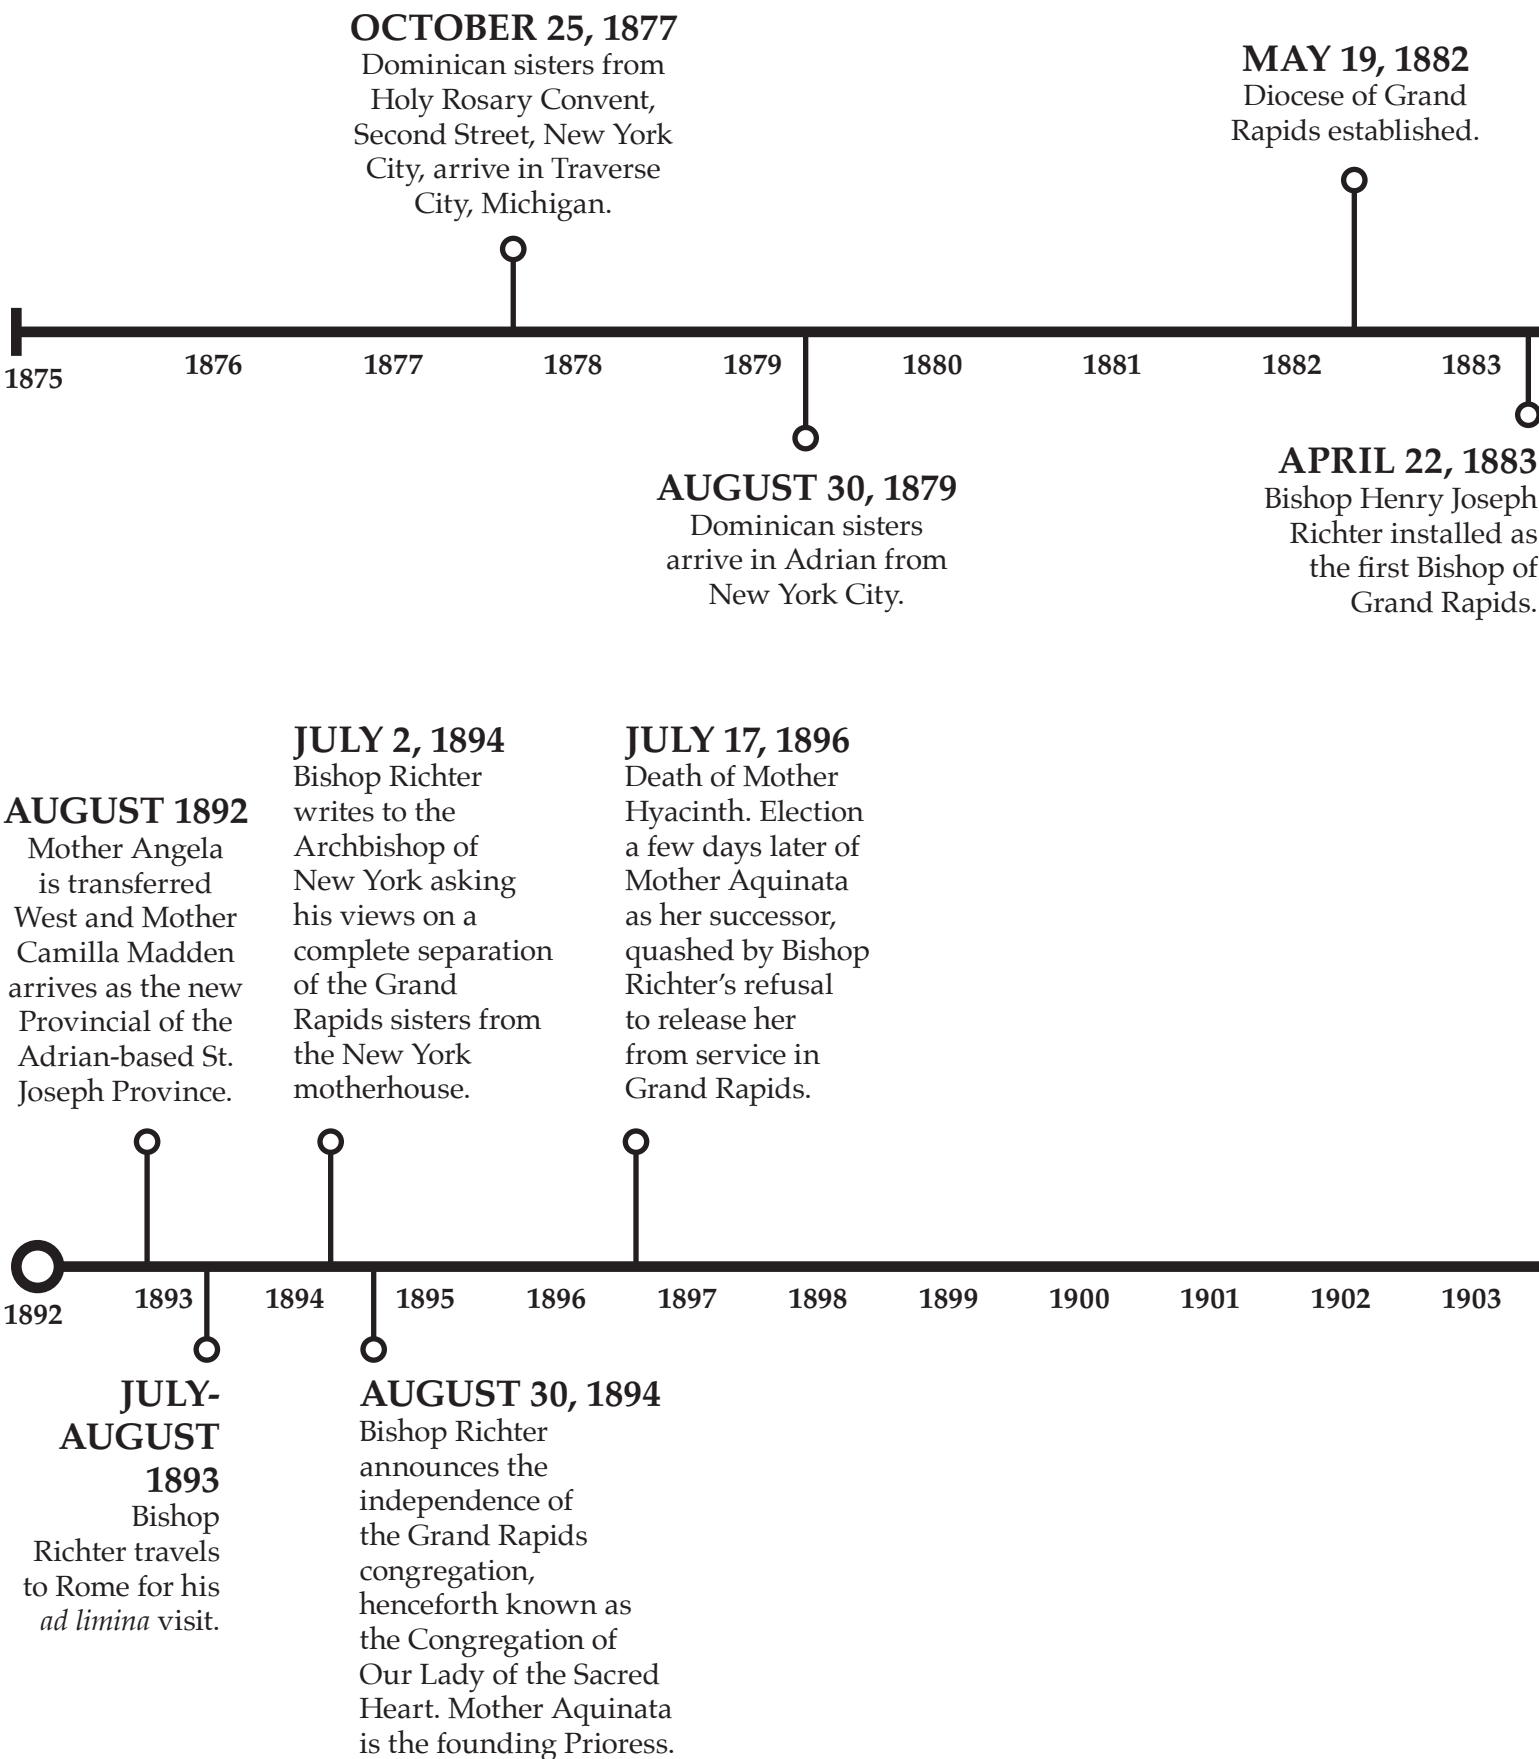 OCTOBER 25, 1877
Dominican sisters from
Holy Rosary Convent,
Second Street, New York
City, arrive in Traverse
City, Michigan.
MAY 19, 1882
Diocese of Grand
Rapids established.
1875
1876
1877
1878
1879
1880
1881
1882
1883
AUGUST 30, 1879
Dominican sisters
arrive in Adrian from
New York City.
APRIL 22, 1883
Bishop Henry Joseph
Richter installed as
the first Bishop of
Grand Rapids.
AUGUST 1892
Mother Angela
is transferred
West and Mother
Camilla Madden
arrives as the new
Provincial of the
Adrian-based St.
Joseph Province.
JULY 2, 1894
Bishop Richter
writes to the
Archbishop of
New York asking
his views on a
complete separation
of the Grand
Rapids sisters from
the New York
motherhouse.
JULY 17, 1896
Death of Mother
Hyacinth. Election
a few days later of
Mother Aquinata
as her successor,
quashed by Bishop
Richter's refusal
to release her
from service in
Grand Rapids.
1892
1893
1894
1895
1896
1897
1898
1899
1900
1901
1902
1903
JULY-
AUGUST
1893
Bishop
Richter travels
to Rome for his
ad limina visit.
AUGUST 30, 1894
Bishop Richter
announces the
independence of
the Grand Rapids
congregation,
henceforth known as
the Congregation of
Our Lady of the Sacred
Heart. Mother Aquinata
is the founding Prioress.